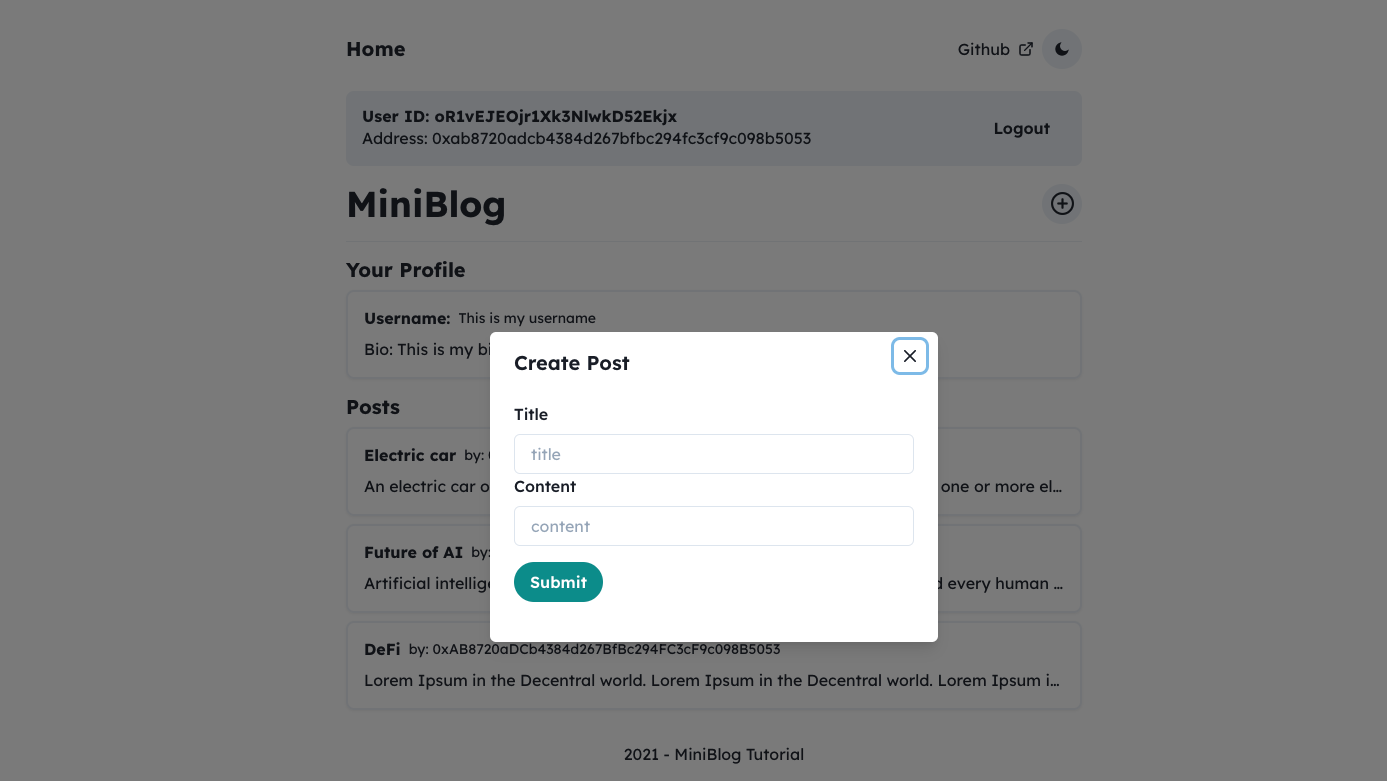 Home
Github
User ID: oR1vEJEOjr1Xk3NlwkD52Ekjx
Address: 0xab8720adcb4384d267bfbc294fc3cf9c098b5053
Logout
MiniBlog
Your Profile
Username: This is my username
Bio: This is my bi
Create Post
Title
title
Content
content
Submit
Posts
Electric car by:
An electric car o one or more el…
Future of AI by:
Artificial intellig every human …
DeFi by: 0xAB8720aDCb4384d267BfBc294FC3cF9c098B5053
Lorem Ipsum in the Decentral world. Lorem Ipsum in the Decentral world. Lorem Ipsum i…
2021 - MiniBlog Tutorial